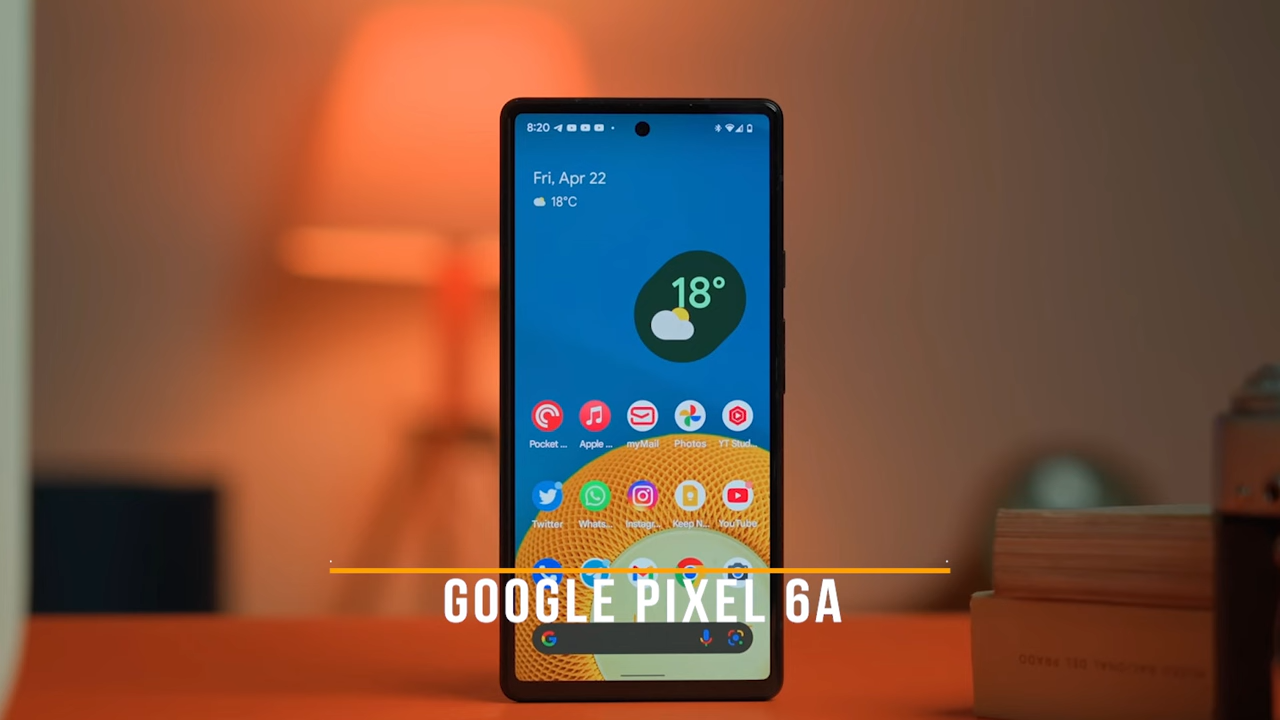 8:20
Fri, Apr 22
18°C
18°
Pocket ... Apple ... myMail Photos YT Stud...
Twitter Whats... Instagr... Keep N... YouTube
GOOGLE PIXEL 6A